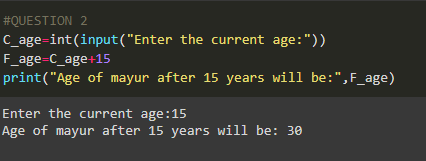 #QUESTION 2
C_age=int(input("Enter the current age:"))
F_age=C_age+15
print("Age of mayur after 15 years will be:",F_age)
Enter the current age:15
Age of mayur after 15 years will be: 30